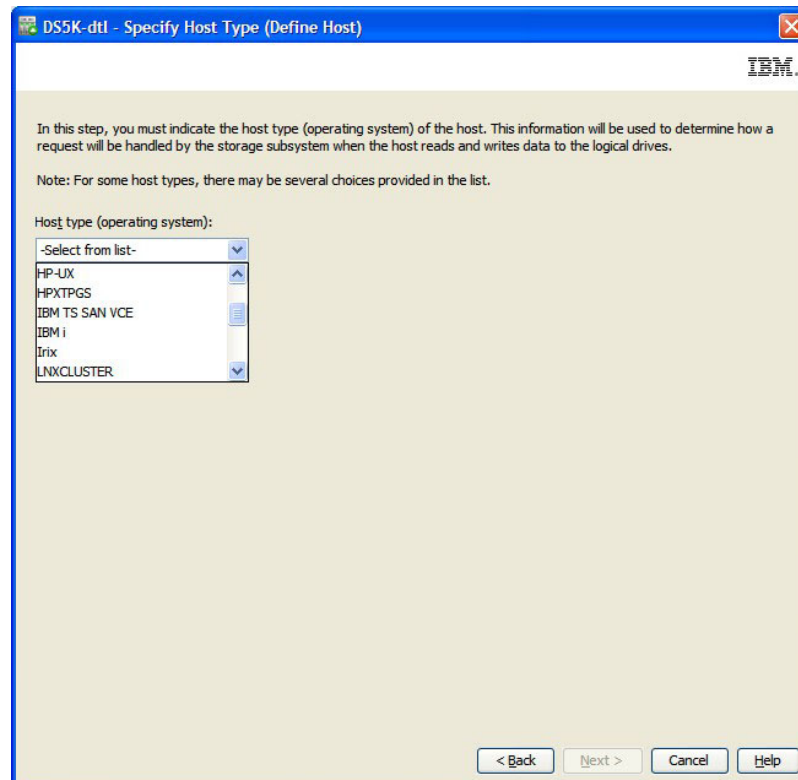 DS5K-dtl - Specify Host Type (Define Host)
IBM.
In this step, you must indicate the host type (operating system) of the host. This information will be used to determine how a
request will be handled by the storage subsystem when the host reads and writes data to the logical drives.
Note: For some host types, there may be several choices provided in the list.
Host type (operating system):
-Select from list-
HP-UX
HPXTPGS
IBM TS SAN VCE
IBM i
Irix
LNXCLUSTER
< Back Next > Cancel Help